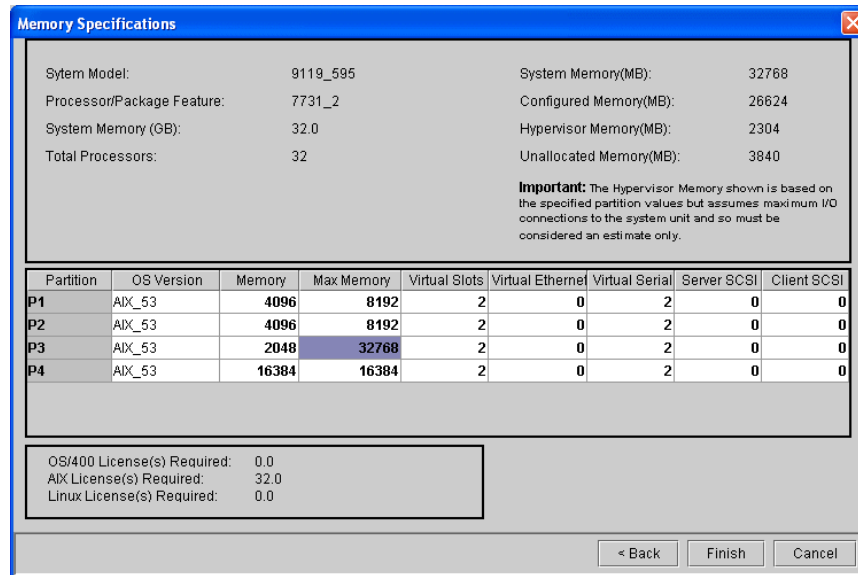 Memory Specifications
Sytem Model: 9119_595
Processor/Package Feature: 7731_2
System Memory (GB): 32.0
Total Processors: 32
System Memory(MB): 32768
Configured Memory(MB): 26624
Hypervisor Memory(MB): 2304
Unallocated Memory(MB): 3840
Important: The Hypervisor Memory shown is based on
the specified partition values but assumes maximum I/O
connections to the system unit and so must be
considered an estimate only.
Partition OS Version Memory Max Memory Virtual Slots Virtual Ethernet Virtual Serial Server SCSI Client SCSI
P1 AIX_53 4096 8192 2 0 2 0 0
P2 AIX_53 4096 8192 2 0 2 0 0
P3 AIX_53 2048 32768 2 0 2 0 0
P4 AIX_53 16384 16384 2 0 2 0 0
OS/400 License(s) Required: 0.0
AIX License(s) Required: 32.0
Linux License(s) Required: 0.0
< Back Finish Cancel